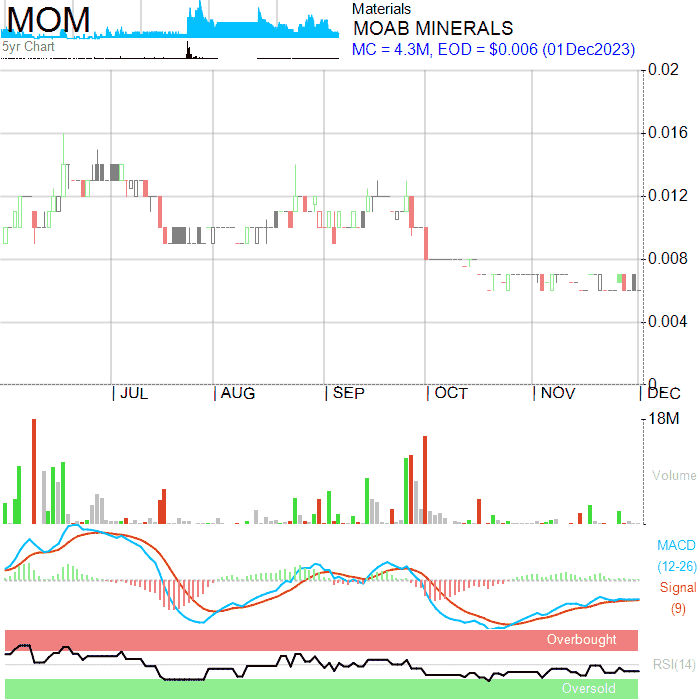 MOM
5yr Chart
Materials
MOAB MINERALS
MC = 4.3M, EOD = $0.006 (01Dec2023)
0.02
0.016
0.012
0.008
0.004
0
JUL
AUG
SEP
OCT
NOV
DEC
18M
Volume
MACD
(12-26)
Signal
(9)
Overbought
RSI(14)
Oversold